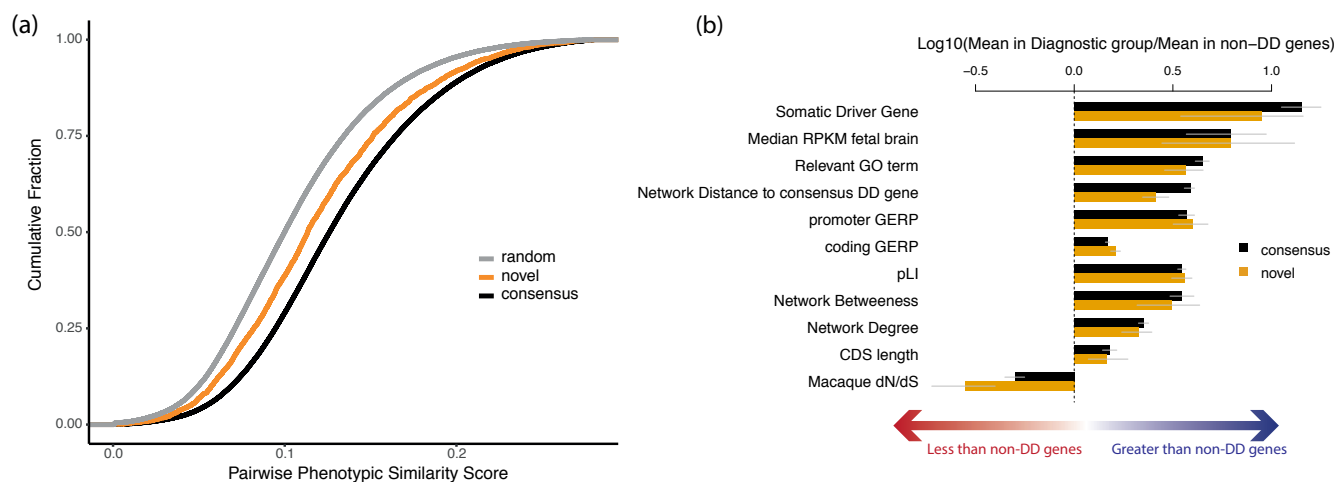 (a)
1.00
0.75
0.50
0.25
0.00
Cumulative Fraction
random
novel
consensus
0.0
0.1
0.2
Pairwise Phenotypic Similarity Score
(b)
Log10(Mean in Diagnostic group/Mean in non−DD genes)
−0.5
0.0
0.5
1.0
Somatic Driver Gene
Median RPKM fetal brain
Relevant GO term
Network Distance to consensus DD gene
promoter GERP
coding GERP
pLI
Network Betweeness
Network Degree
CDS length
Macaque dN/dS
consensus
novel
Less than non-DD genes
Greater than non-DD genes